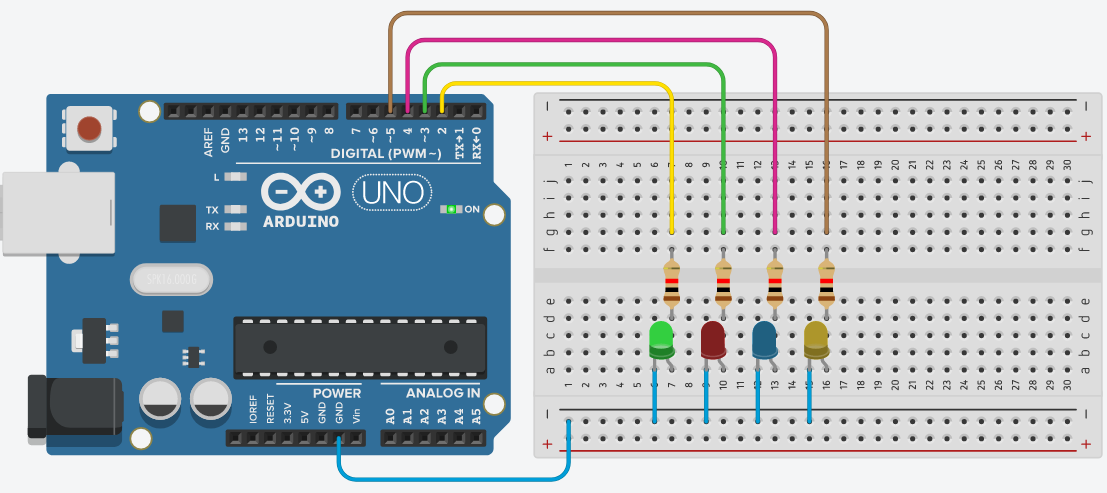 AREF
GND
13
12
~11
~10
~9
8
7
~6
~5
4
~3
2
TX→1
RX←0
DIGITAL (PWM~)
L
TX
RX
ARDUINO
UNO
ON
SPK16.000G
POWER
ANALOG IN
IOREF
RESET
3.3V
5V
GND
GND
Vin
A0
A1
A2
A3
A4
A5
− −
+ +
1 2 3 4 5 6 7 8 9 10 11 12 13 14 15 16 17 18 19 20 21 22 23 24 25 26 27 28 29 30
j j
i i
h h
g g
f f
e e
d d
c c
b b
a a
1 2 3 4 5 6 7 8 9 10 11 12 13 14 15 16 17 18 19 20 21 22 23 24 25 26 27 28 29 30
− −
+ +